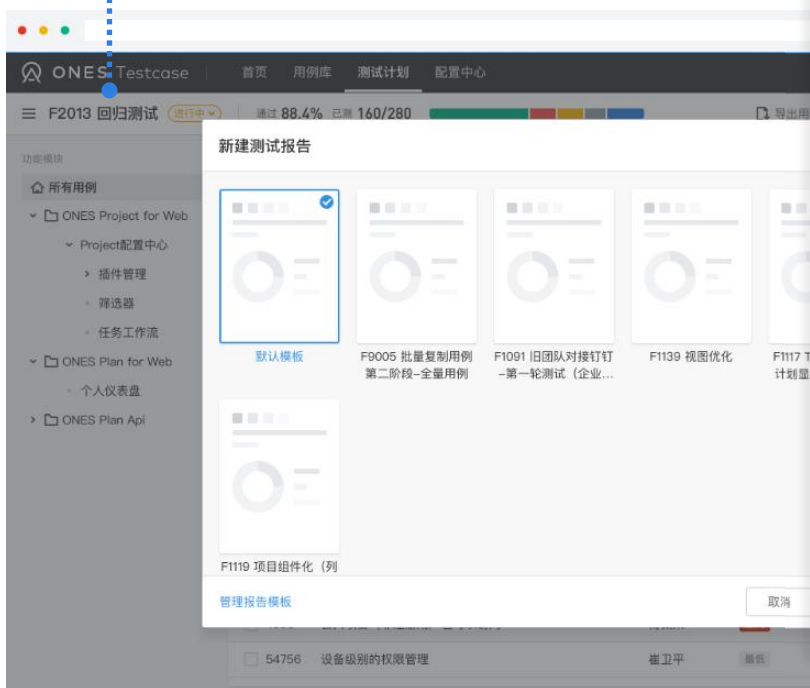 ONES Testcase
首页 用例库 测试计划 配置中心
F2013 回归测试 进行中 通过 88.4% 已测 160/280 导出用
功能模块
所有用例
ONES Project for Web
Project配置中心
插件管理
筛选器
任务工作流
ONES Plan for Web
个人仪表盘
ONES Plan Api
新建测试报告
默认模板
F9005 批量复制用例
第二阶段-全量用例
F1091 旧团队对接钉钉
-第一轮测试（企业...
F1139 视图优化
F1117 T
计划显
F1119 项目组件化（列
管理报告模板
取消
54756 设备级别的权限管理 崔卫平 最低